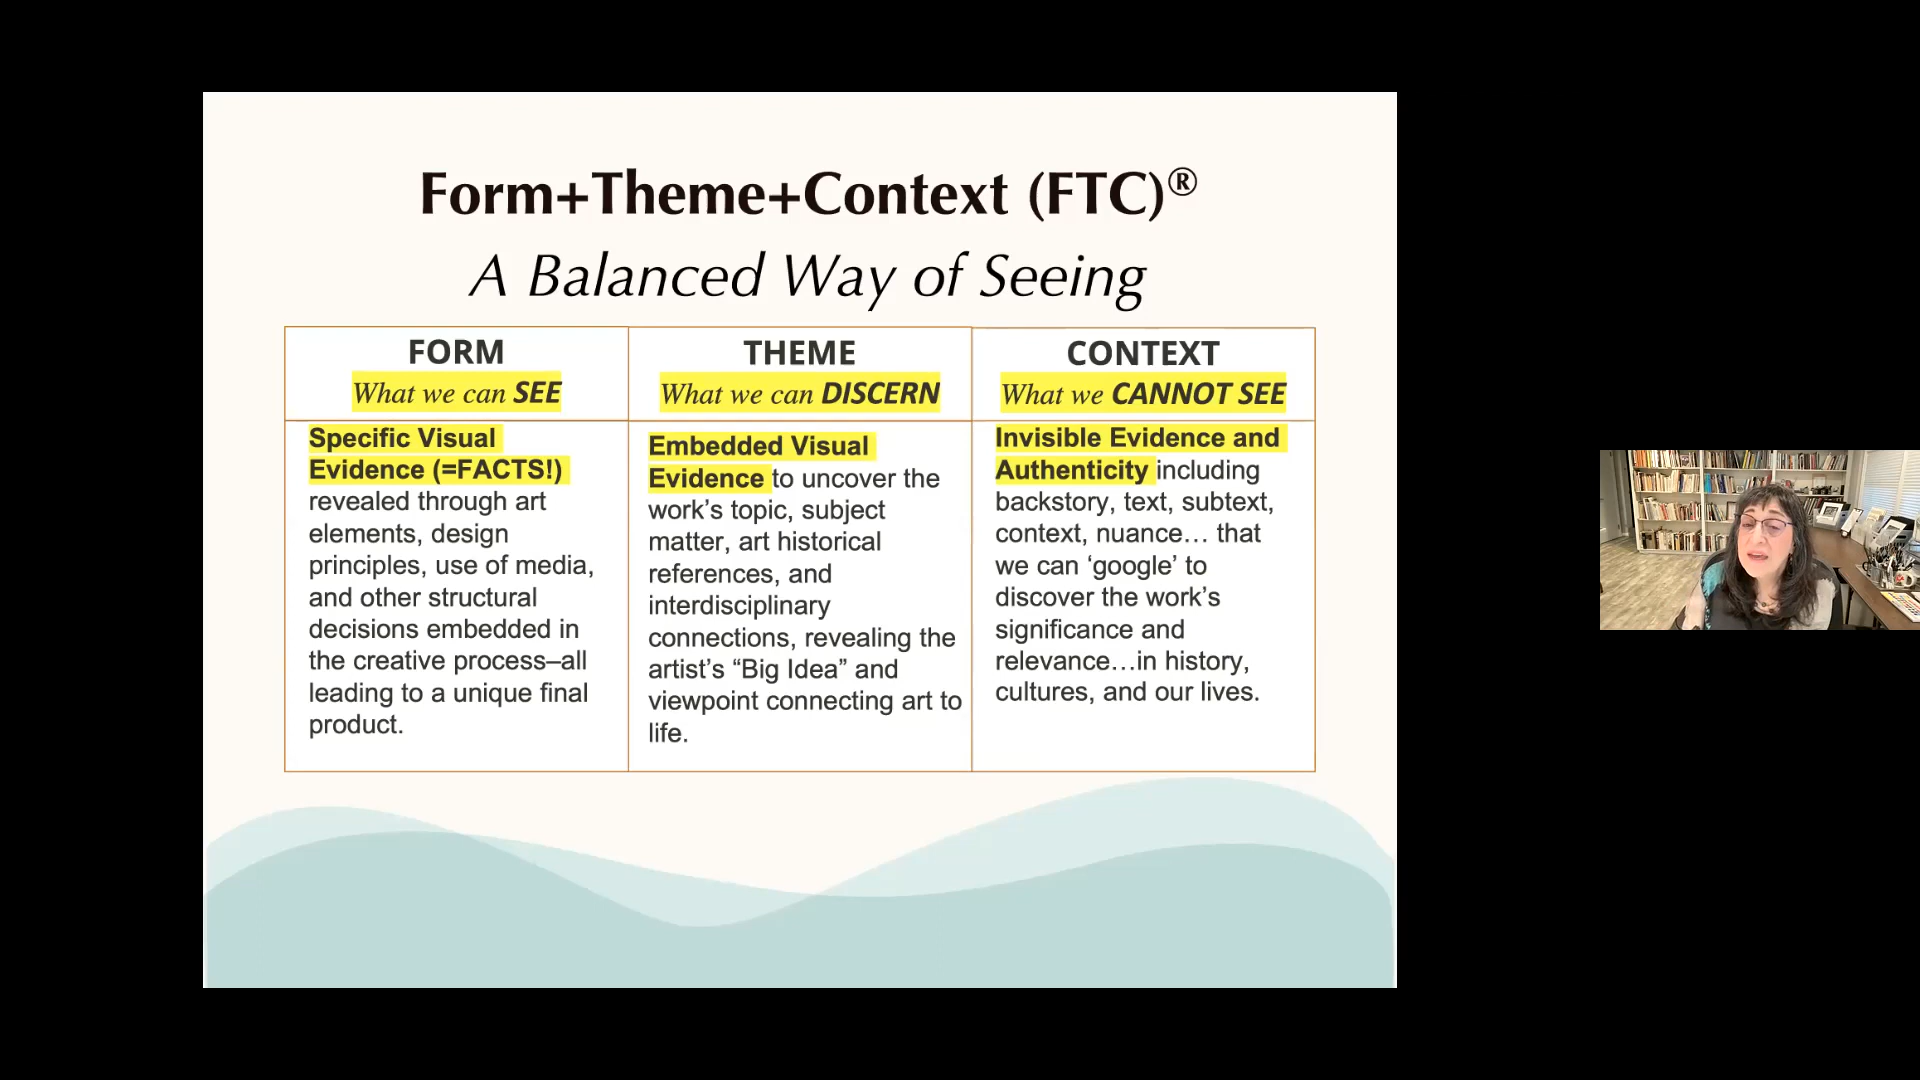 Form+Theme+Context (FTC)®
A Balanced Way of Seeing
FORM
What we can SEE
Specific Visual
Evidence (=FACTS!)
revealed through art
elements, design
principles, use of media,
and other structural
decisions embedded in
the creative process–all
leading to a unique final
product.
THEME
What we can DISCERN
Embedded Visual
Evidence to uncover the
work’s topic, subject
matter, art historical
references, and
interdisciplinary
connections, revealing the
artist’s “Big Idea” and
viewpoint connecting art to
life.
CONTEXT
What we CANNOT SEE
Invisible Evidence and
Authenticity including
backstory, text, subtext,
context, nuance… that
we can ‘google’ to
discover the work’s
significance and
relevance…in history,
cultures, and our lives.